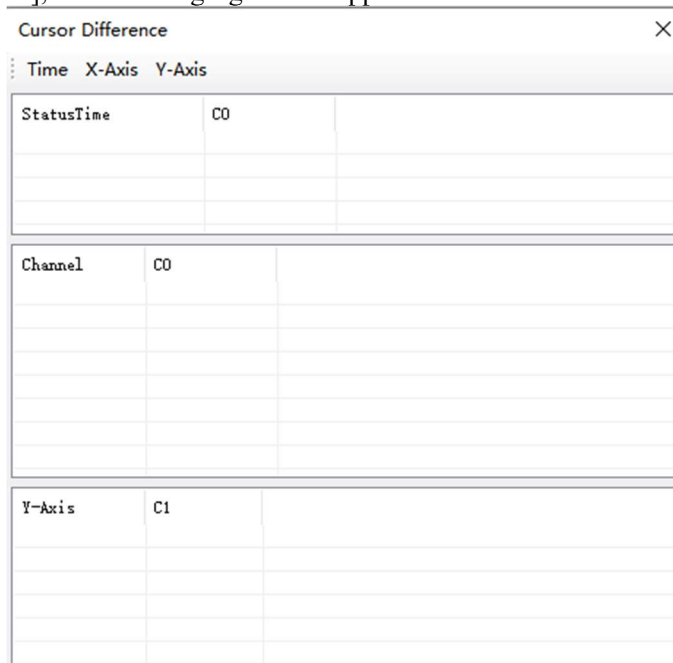 Cursor Difference
Time X-Axis Y-Axis
StatusTime C0
Channel C0
Y-Axis C1